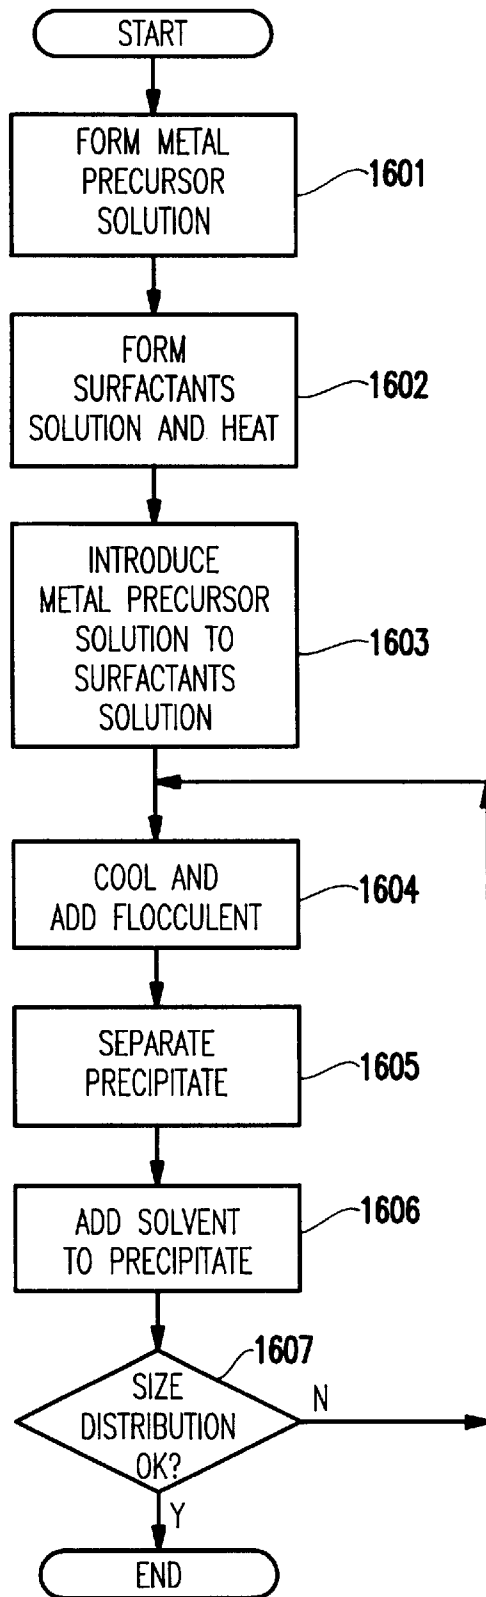 START
FORM METAL
PRECURSOR
SOLUTION
1601
FORM
SURFACTANTS
SOLUTION AND HEAT
1602
INTRODUCE
METAL PRECURSOR
SOLUTION TO
SURFACTANTS
SOLUTION
1603
COOL AND
ADD FLOCCULENT
1604
SEPARATE
PRECIPITATE
1605
ADD SOLVENT
TO PRECIPITATE
1606
SIZE
DISTRIBUTION
OK?
1607
N
Y
END